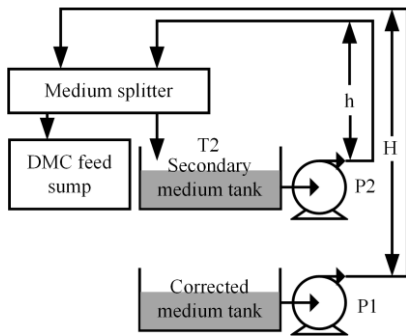 Medium splitter
h
H
DMC feed
sump
T2
Secondary
medium tank
P2
Corrected
medium tank
P1